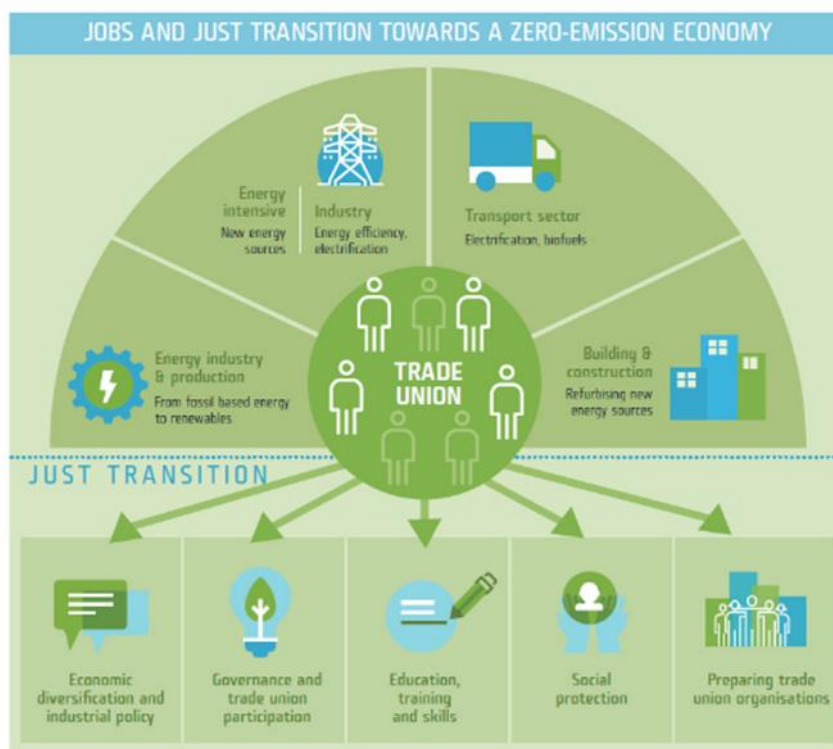 JOBS AND JUST TRANSITION TOWARDS A ZERO-EMISSION ECONOMY
Energy
intensive
New energy
sources
Industry
Energy efficiency,
electrification
Transport sector
Electrification, biofuels
Energy industry
& production
From fossil based energy
to renewables
TRADE
UNION
Building &
construction
Refurbising new
energy sources
JUST TRANSITION
Economic
diversification and
industrial policy
Governance and
trade union
participation
Education,
training
and skills
Social
protection
Preparing trade
union organisations